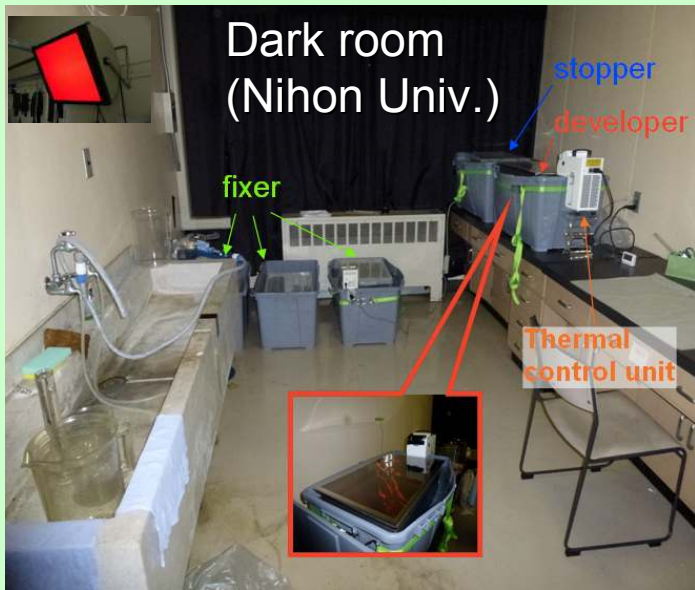 Dark room
(Nihon Univ.)
stopper
developer
fixer
Thermal
control unit